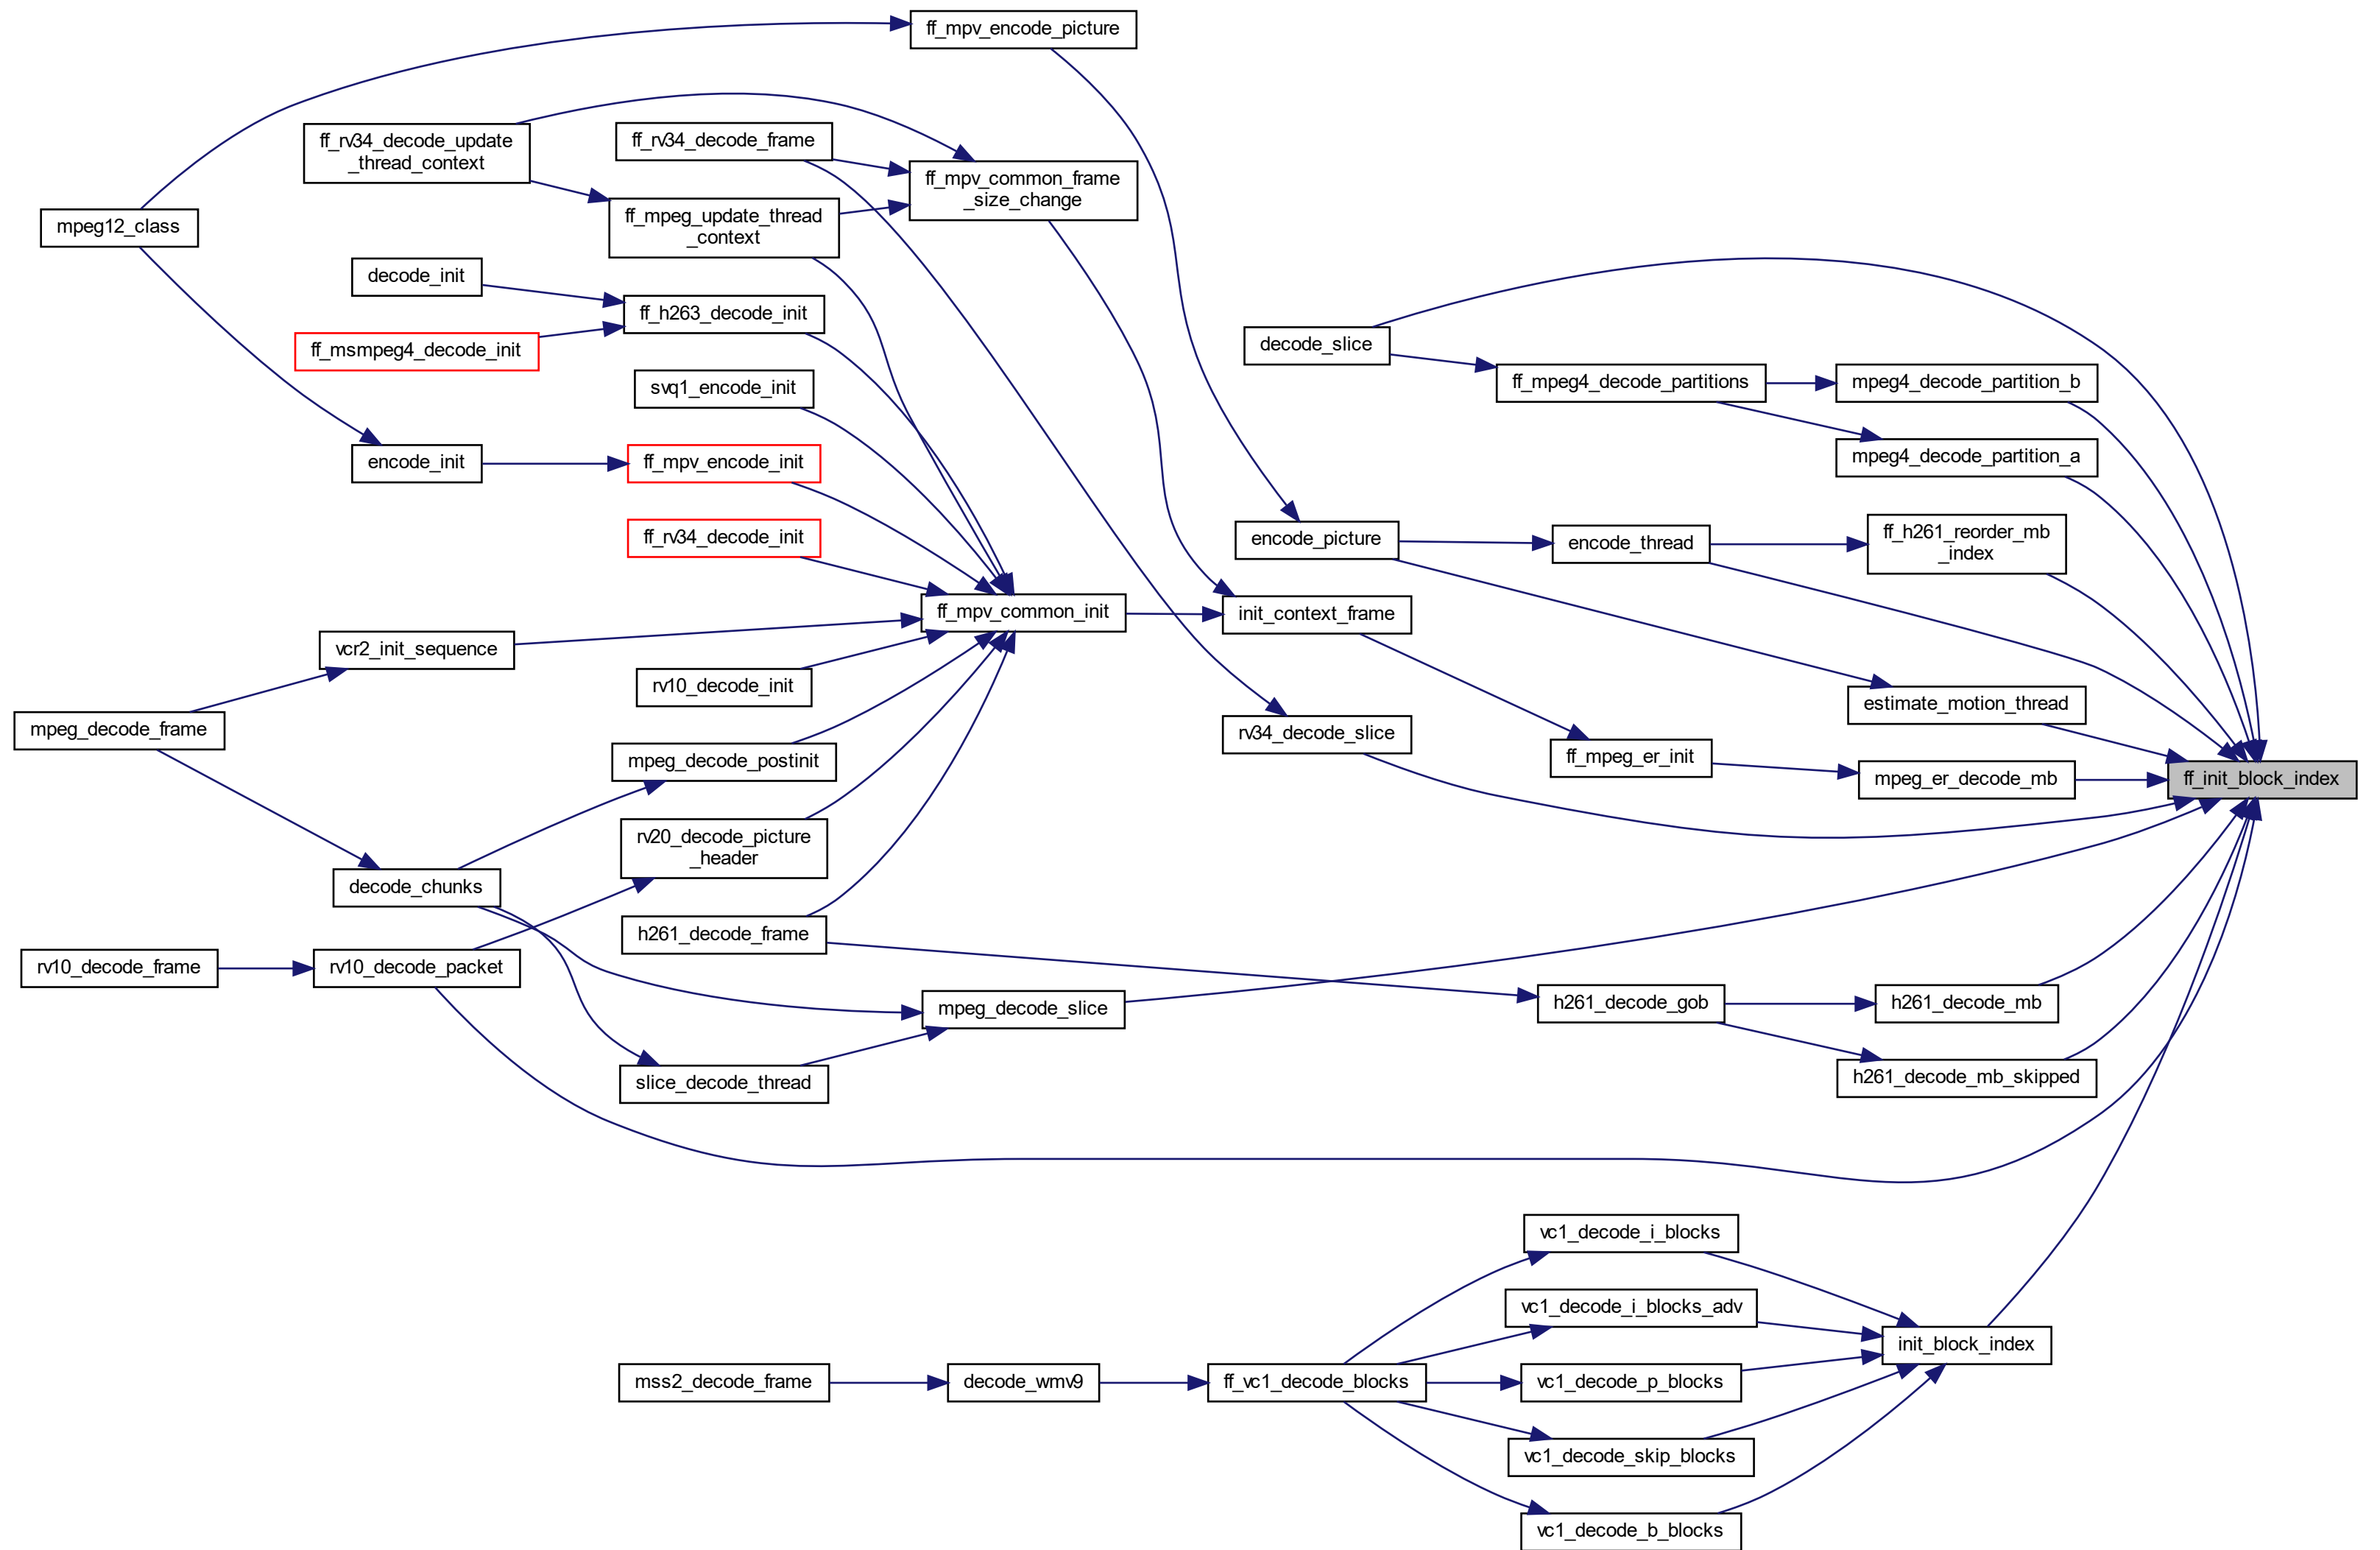 ff_mpv_encode_picture
ff_rv34_decode_update
_thread_context
ff_rv34_decode_frame
ff_mpv_common_frame
_size_change
mpeg12_class
ff_mpeg_update_thread
_context
decode_init
ff_h263_decode_init
decode_slice
ff_msmpeg4_decode_init
svq1_encode_init
ff_mpeg4_decode_partitions
mpeg4_decode_partition_b
encode_init
ff_mpv_encode_init
mpeg4_decode_partition_a
ff_rv34_decode_init
encode_picture
encode_thread
ff_h261_reorder_mb
_index
ff_mpv_common_init
init_context_frame
vcr2_init_sequence
rv10_decode_init
estimate_motion_thread
mpeg_decode_frame
rv34_decode_slice
mpeg_decode_postinit
ff_mpeg_er_init
mpeg_er_decode_mb
ff_init_block_index
rv20_decode_picture
_header
decode_chunks
h261_decode_frame
rv10_decode_frame
rv10_decode_packet
mpeg_decode_slice
h261_decode_gob
h261_decode_mb
slice_decode_thread
h261_decode_mb_skipped
vc1_decode_i_blocks
vc1_decode_i_blocks_adv
init_block_index
mss2_decode_frame
decode_wmv9
ff_vc1_decode_blocks
vc1_decode_p_blocks
vc1_decode_skip_blocks
vc1_decode_b_blocks